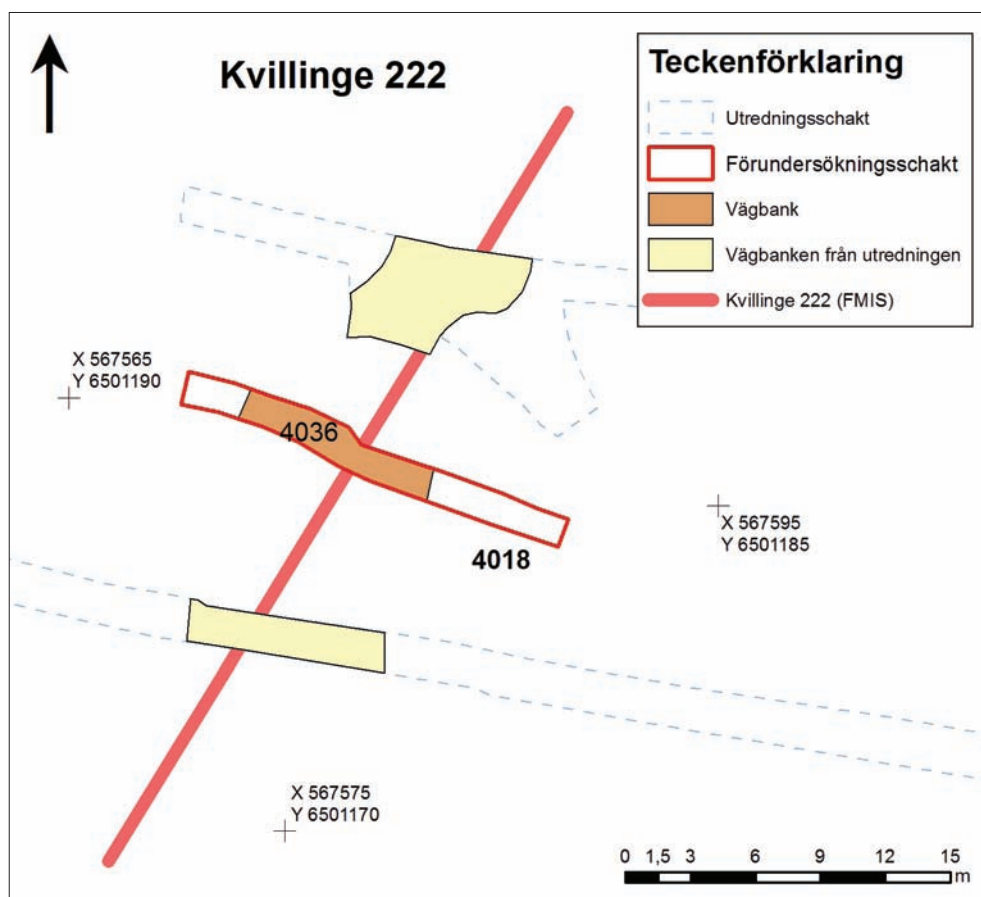 Kvillinge 222
Teckenförklaring
Utredningsschakt
Förundersökningsschakt
Vägbank
Vägbanken från utredningen
Kvillinge 222 (FMIS)
X 567565
Y 6501190
4036
X 567595
Y 6501185
4018
X 567575
Y 6501170
0 1,5 3 6 9 12 15
m